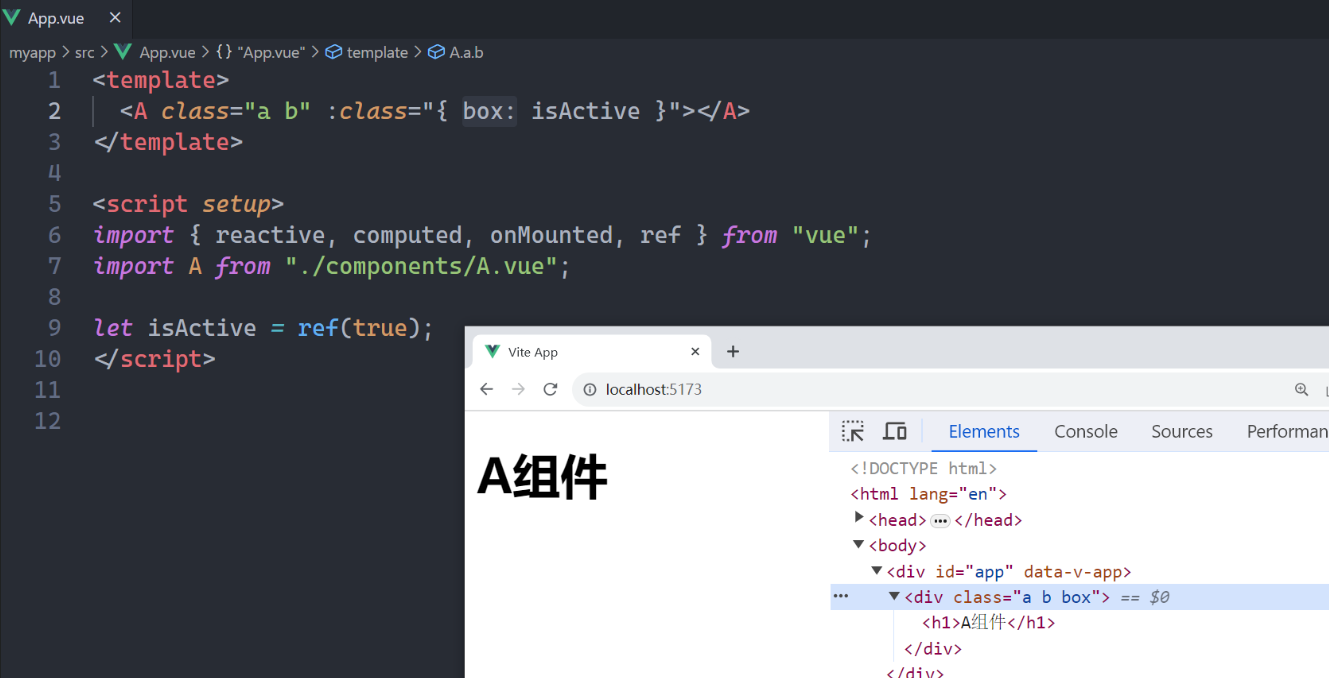 App.vue ×
myapp > src > App.vue > {} "App.vue" > template > A.a.b
1 <template>
2 <A class="a b" :class="{ box: isActive }"></A>
3 </template>
4
5 <script setup>
6 import { reactive, computed, onMounted, ref } from "vue";
7 import A from "./components/A.vue";
8
9 let isActive = ref(true);
10 </script>
11
12
Vite App × +
localhost:5173
A组件
Elements Console Sources Performan
<!DOCTYPE html>
<html lang="en">
<head> ••• </head>
<body>
<div id="app" data-v-app>
••• <div class="a b box"> == $0
<h1>A组件</h1>
</div>
</div>